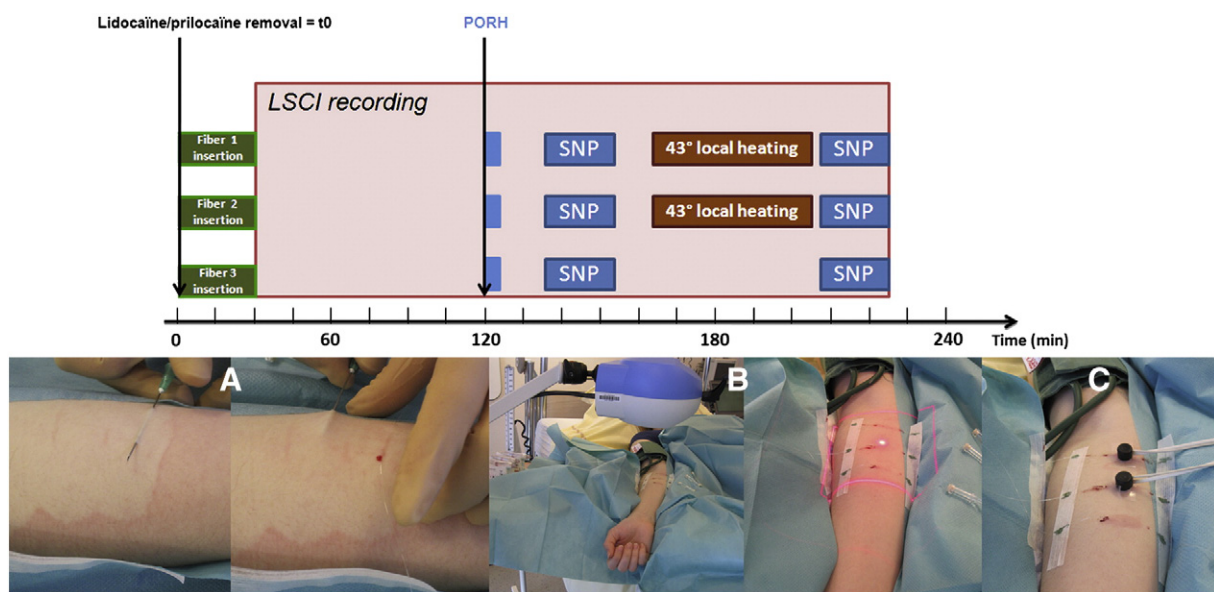 Lidocaïne/prilocaïne removal = t0
PORH
LSCI recording
Fiber 1
insertion
SNP
43° local heating
SNP
Fiber 2
insertion
SNP
43° local heating
SNP
Fiber 3
insertion
SNP
SNP
0
60
120
180
240
Time (min)
A
B
C